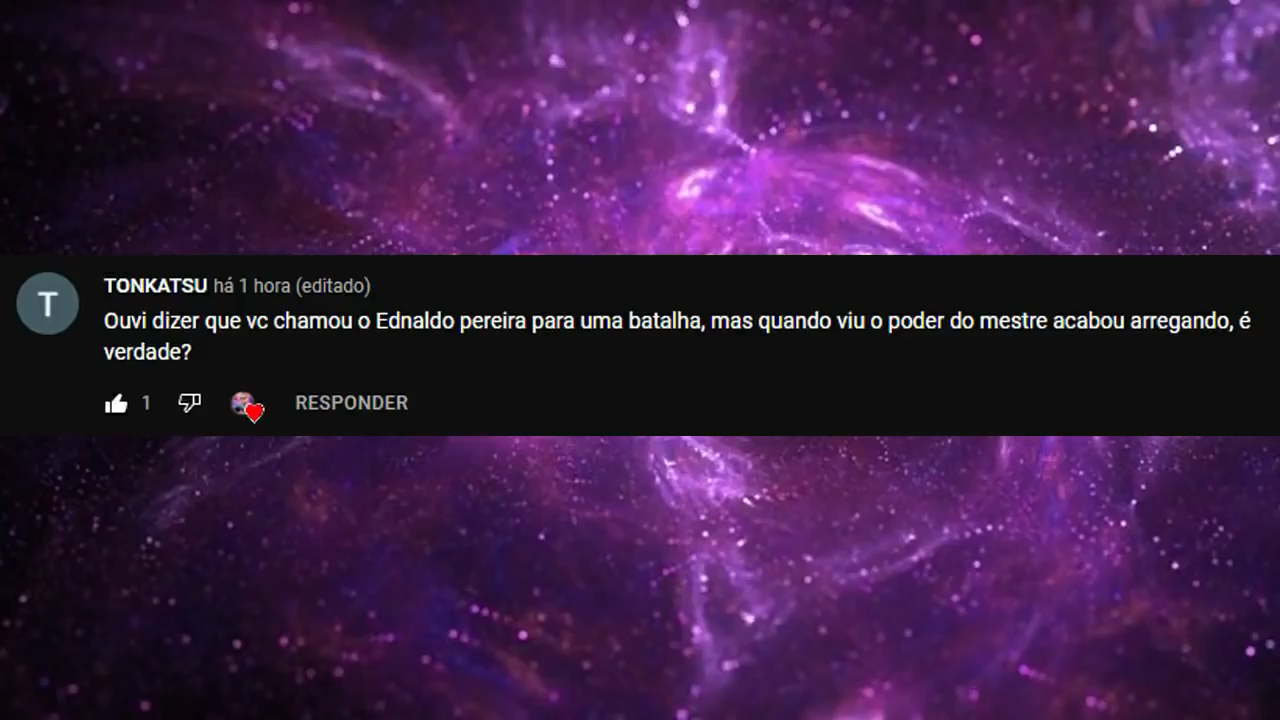 T
TONKATSU há 1 hora (editado)
Ouvi dizer que vc chamou o Ednaldo pereira para uma batalha, mas quando viu o poder do mestre acabou arregando, é
verdade?
1 RESPONDER